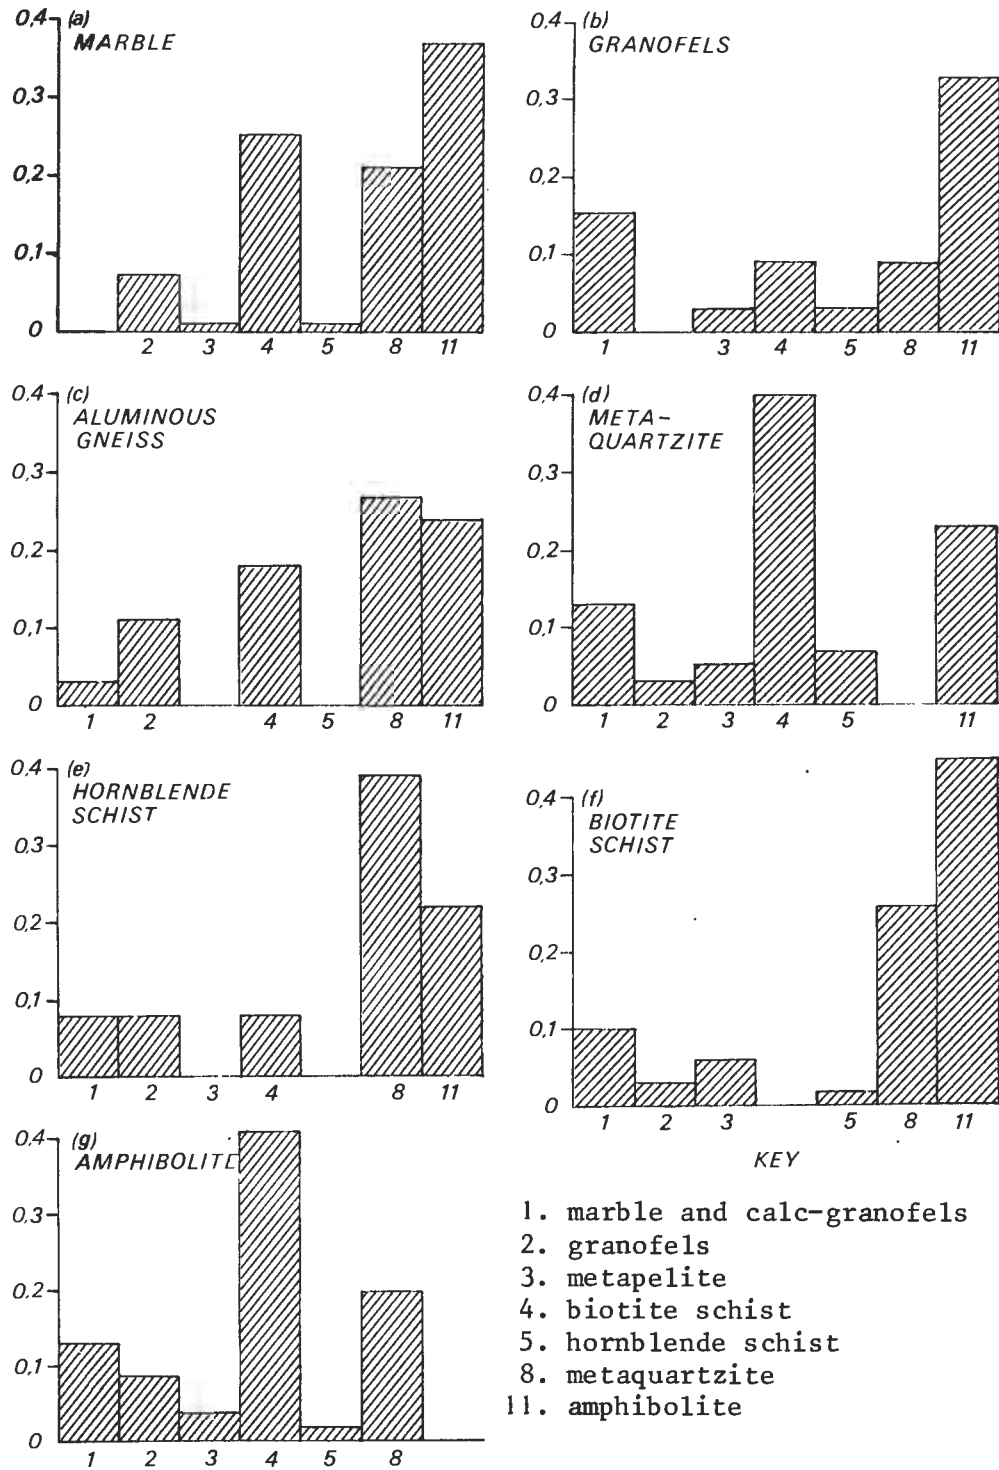 (a)
MARBLE
0,4
0,3
0,2
0,1
0
2 3 4 5 8 11
(b)
GRANOFELS
0,4
0,3
0,2
0,1
0
1 3 4 5 8 11
(c)
ALUMINOUS
GNEISS
0,4
0,3
0,2
0,1
0
1 2 4 5 8 11
(d)
META-
QUARTZITE
0,4
0,3
0,2
0,1
0
1 2 3 4 5 11
(e)
HORNBLENDE
SCHIST
0,4
0,3
0,2
0,1
0
1 2 3 4 8 11
(f)
BIOTITE
SCHIST
0,4
0,3
0,2
0,1
0
1 2 3 5 8 11
(g)
AMPHIBOLITE
0,4
0,3
0,2
0,1
0
1 2 3 4 5 8
KEY
1. marble and calc-granofels
2. granofels
3. metapelite
4. biotite schist
5. hornblende schist
8. metaquartzite
11. amphibolite